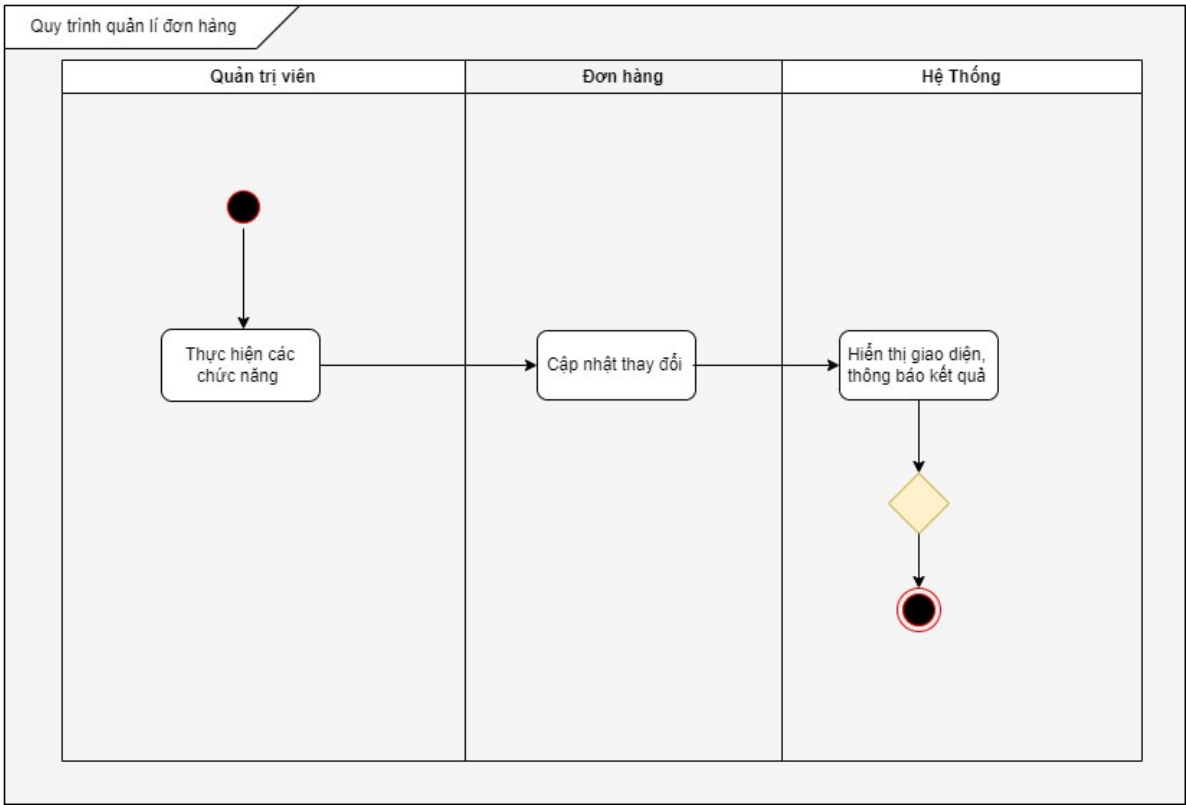 Quy trình quản lí đơn hàng
Quản trị viên
Đơn hàng
Hệ Thống
Thực hiện các
chức năng
Cập nhật thay đổi
Hiển thị giao diện,
thông báo kết quả